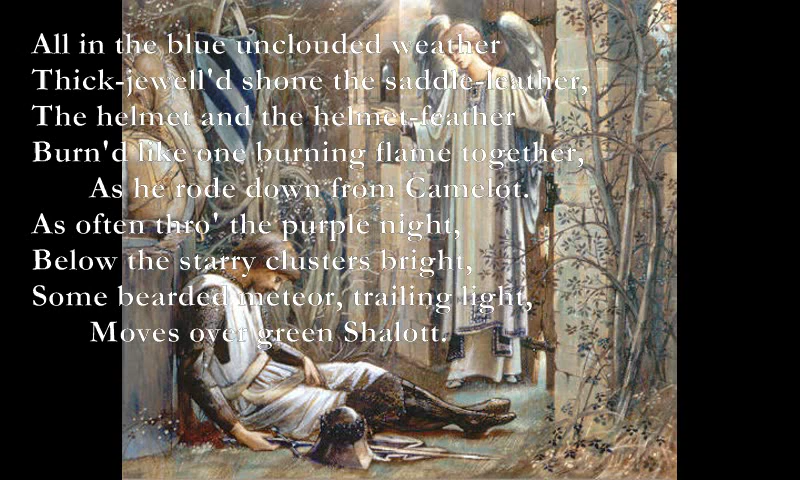 All in the blue unclouded weather
Thick-jewell'd shone the saddle-leather,
The helmet and the helmet-feather
Burn'd like one burning flame together,
As he rode down from Camelot.
As often thro' the purple night,
Below the starry clusters bright,
Some bearded meteor, trailing light,
Moves over green Shalott.